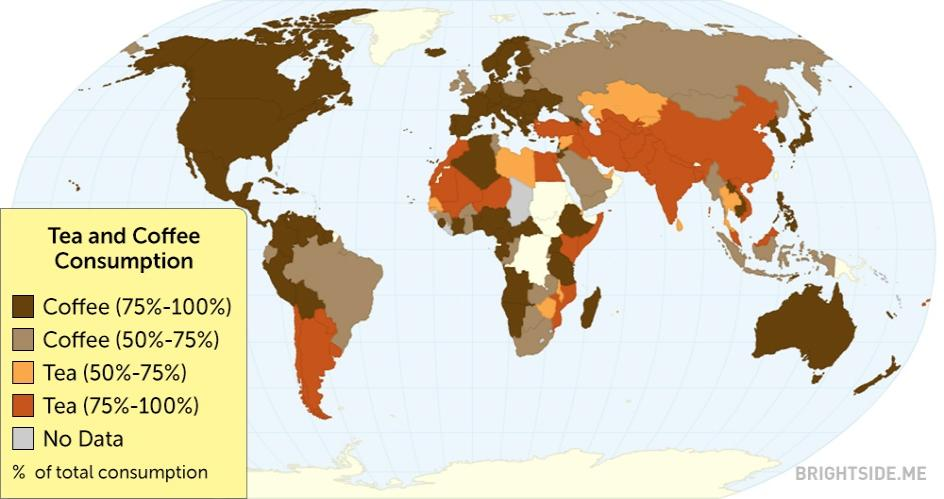 Tea and Coffee
Consumption
Coffee (75%-100%)
Coffee (50%-75%)
Tea (50%-75%)
Tea (75%-100%)
No Data
% of total consumption
BRIGHTSIDE.ME